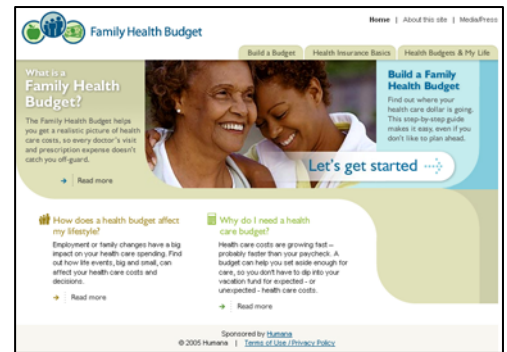 Family Health Budget
Home | About this site | Media/Press
Build a Budget
Health Insurance Basics
Health Budgets & My Life
What is a
Family Health
Budget?
The Family Health Budget helps
you get a realistic picture of health
care costs, so every doctor's visit
and prescription expense doesn't
catch you off-guard.
Read more
Build a Family
Health Budget
Find out where your
health care dollar is going.
This step-by-step guide
makes it easy, even if you
don't like to plan ahead.
Let's get started
How does a health budget affect
my lifestyle?
Employment or family changes have a big
impact on your health care spending. Find
out how life events, big and small, can
affect your health care costs and
decisions.
Read more
Why do I need a health
care budget?
Health care costs are growing fast –
probably faster than your paycheck. A
budget can help you set aside enough for
care, so you don't have to dip into your
vacation fund for expected - or
unexpected - health care costs.
Read more
Sponsored by Humana
© 2005 Humana | Terms of Use / Privacy Policy